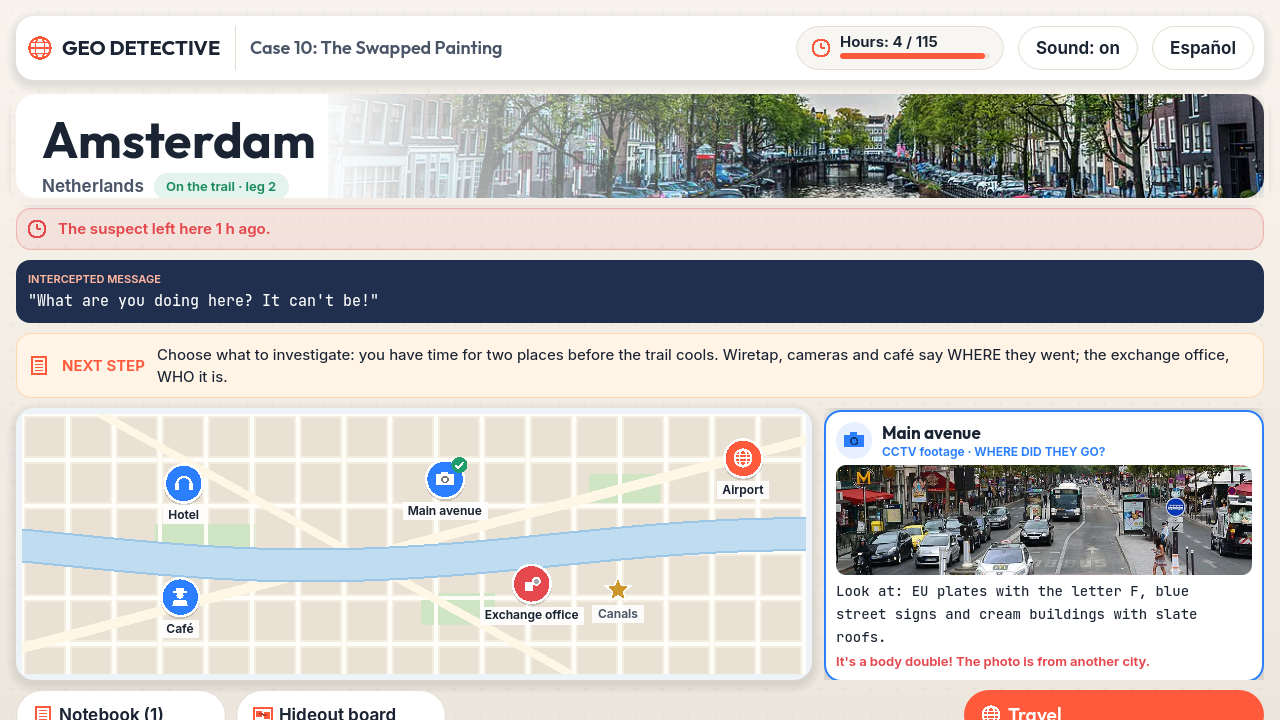 GEO DETECTIVE
Case 10: The Swapped Painting
Hours: 4 / 115
Sound: on
Español
Amsterdam
Netherlands
On the trail · leg 2
The suspect left here 1 h ago.
INTERCEPTED MESSAGE
"What are you doing here? It can't be!"
NEXT STEP
Choose what to investigate: you have time for two places before the trail cools. Wiretap, cameras and café say WHERE they went; the exchange office,
WHO it is.
Hotel
Main avenue
Airport
Café
Exchange office
Canals
Main avenue
CCTV footage · WHERE DID THEY GO?
M
Look at: EU plates with the letter F, blue
street signs and cream buildings with slate
roofs.
It's a body double! The photo is from another city.
Notebook (1)
Hideout board
Travel